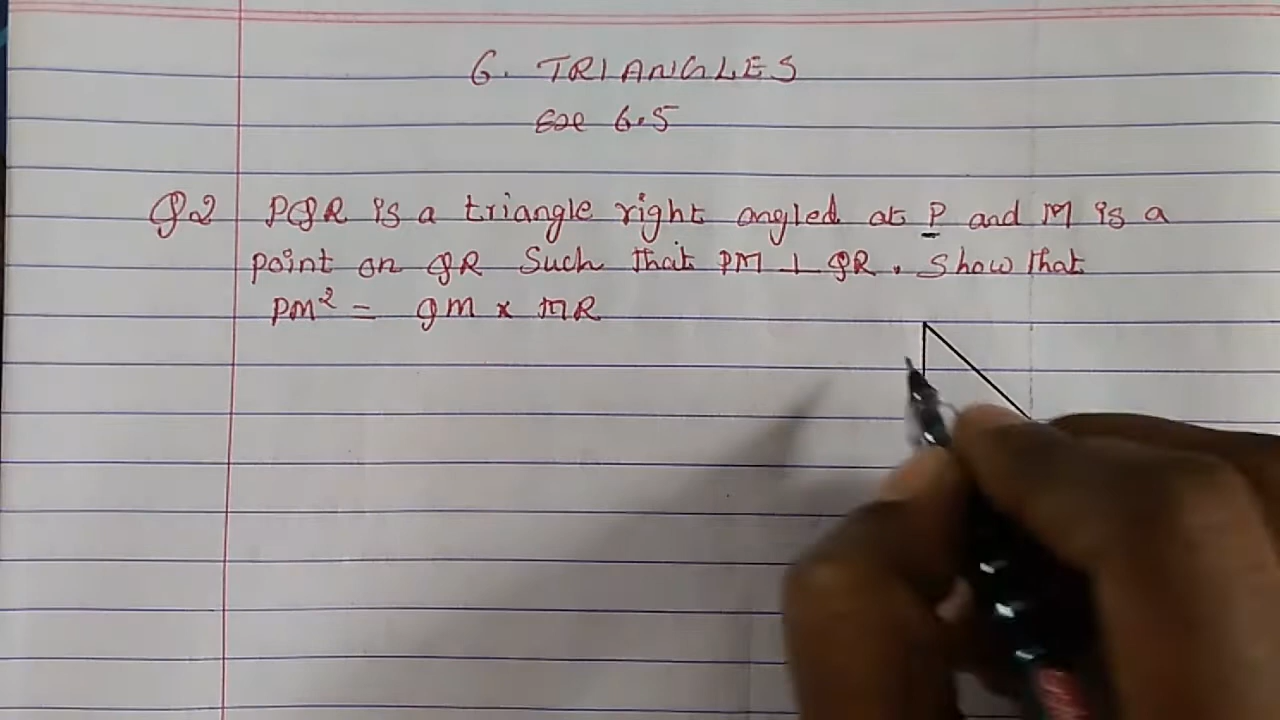 6. TRIANGLES
Exe 6.5
Q.2 PQR is a triangle right angled at P and M is a
point on QR Such that PM ⊥ QR. Show that
PM² = QM × MR